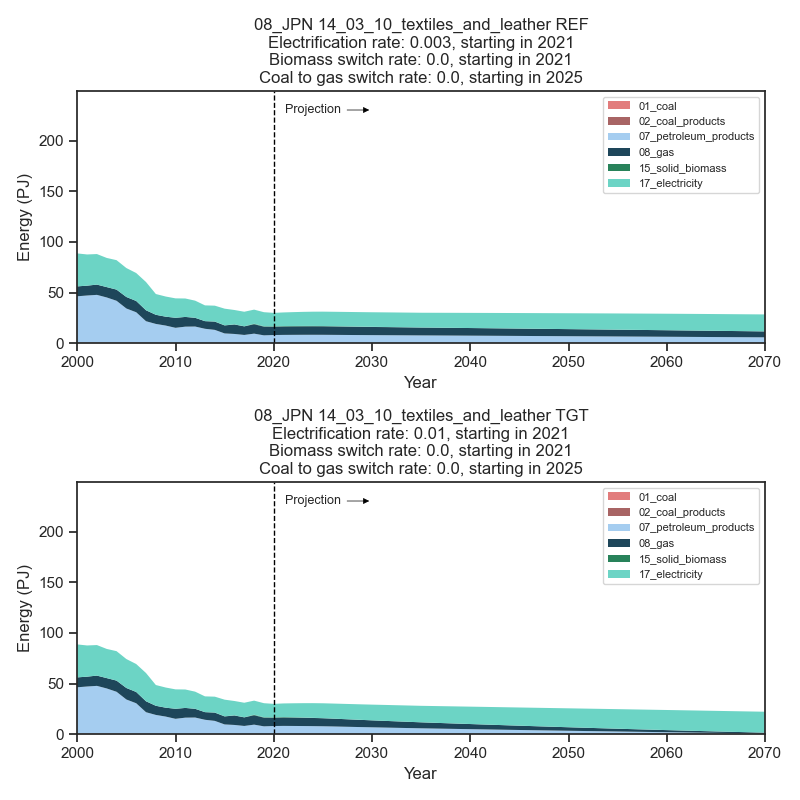 08_JPN 14_03_10_textiles_and_leather REF
Electrification rate: 0.003, starting in 2021
Biomass switch rate: 0.0, starting in 2021
Coal to gas switch rate: 0.0, starting in 2025
Projection
01_coal
02_coal_products
07_petroleum_products
08_gas
15_solid_biomass
17_electricity
Energy (PJ)
200
150
100
50
0
2000 2010 2020 2030 2040 2050 2060 2070
Year
08_JPN 14_03_10_textiles_and_leather TGT
Electrification rate: 0.01, starting in 2021
Biomass switch rate: 0.0, starting in 2021
Coal to gas switch rate: 0.0, starting in 2025
Projection
01_coal
02_coal_products
07_petroleum_products
08_gas
15_solid_biomass
17_electricity
Energy (PJ)
200
150
100
50
0
2000 2010 2020 2030 2040 2050 2060 2070
Year